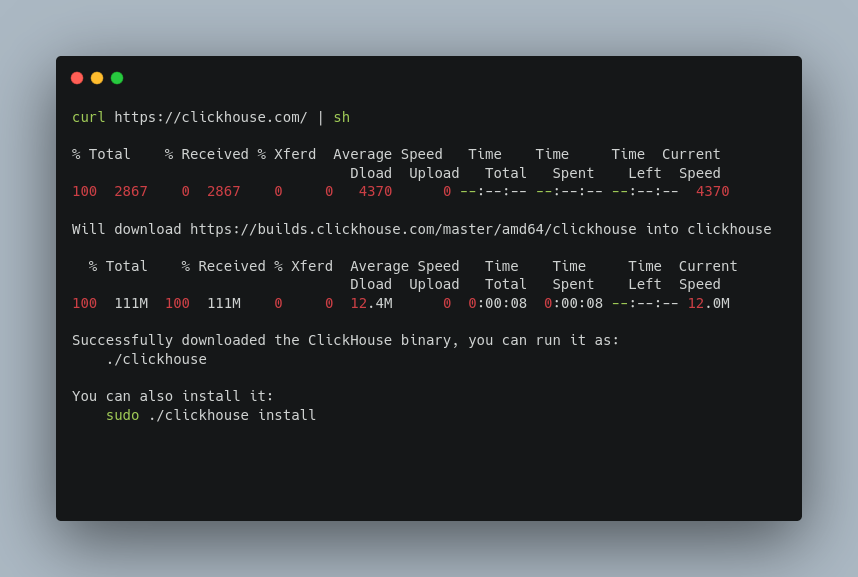 curl https://clickhouse.com/ | sh
% Total    % Received % Xferd  Average Speed   Time    Time     Time  Current
                                 Dload  Upload   Total   Spent    Left  Speed
100  2867    0  2867    0     0   4370      0 --:--:-- --:--:-- --:--:--  4370
Will download https://builds.clickhouse.com/master/amd64/clickhouse into clickhouse
  % Total    % Received % Xferd  Average Speed   Time    Time     Time  Current
                                 Dload  Upload   Total   Spent    Left  Speed
100  111M  100  111M    0     0  12.4M      0  0:00:08  0:00:08 --:--:-- 12.0M
Successfully downloaded the ClickHouse binary, you can run it as:
    ./clickhouse
You can also install it:
    sudo ./clickhouse install